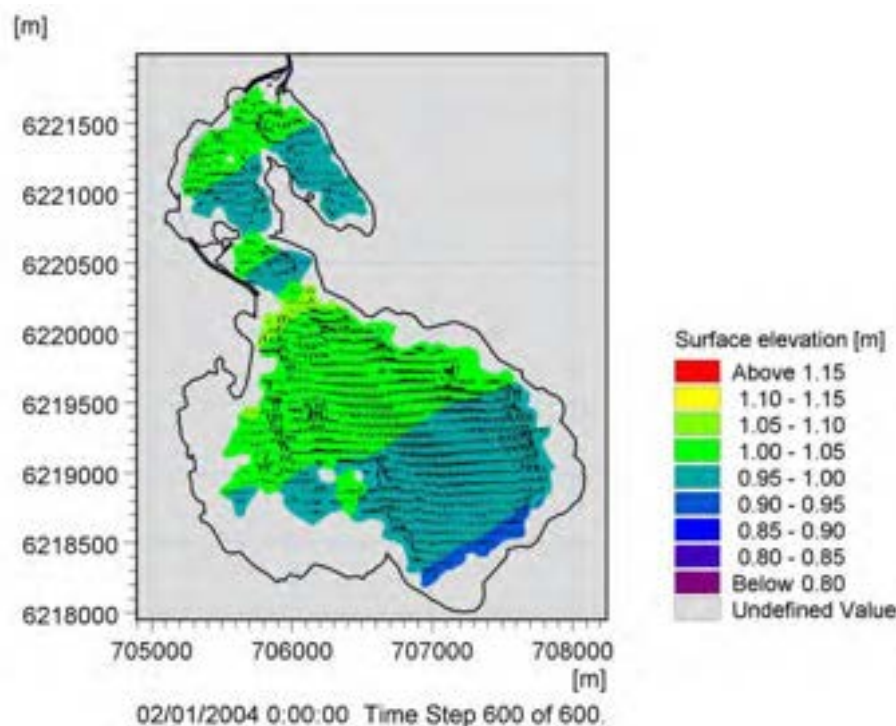 [m]
6221500
6221000
6220500
6220000
6219500
6219000
6218500
6218000
705000 706000 707000 708000
[m]
02/01/2004 0:00:00 Time Step 600 of 600.
Surface elevation [m]
Above 1.15
1.10 - 1.15
1.05 - 1.10
1.00 - 1.05
0.95 - 1.00
0.90 - 0.95
0.85 - 0.90
0.80 - 0.85
Below 0.80
Undefined Value